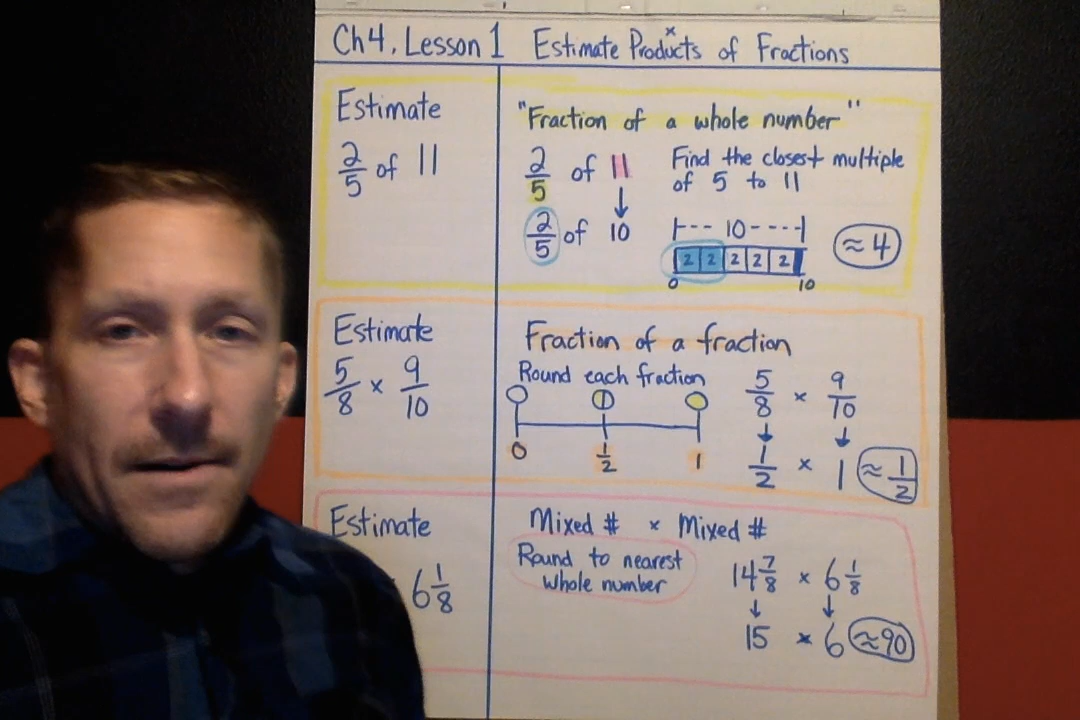 Ch 4. Lesson 1 Estimate Products of Fractions
×
Estimate
2/5 of 11
"Fraction of a whole number"
2/5 of 11
2/5 of 10
Find the closest multiple
of 5 to 11
10
2 2 2 2 2
0 10
≈ 4
Estimate
5/8 × 9/10
Fraction of a fraction
Round each fraction
0 1/2 1
5/8 × 9/10
1/2 × 1 ≈ 1/2
Estimate
6 1/8
Mixed # × Mixed #
Round to nearest
whole number
14 7/8 × 6 1/8
15 × 6 ≈ 90